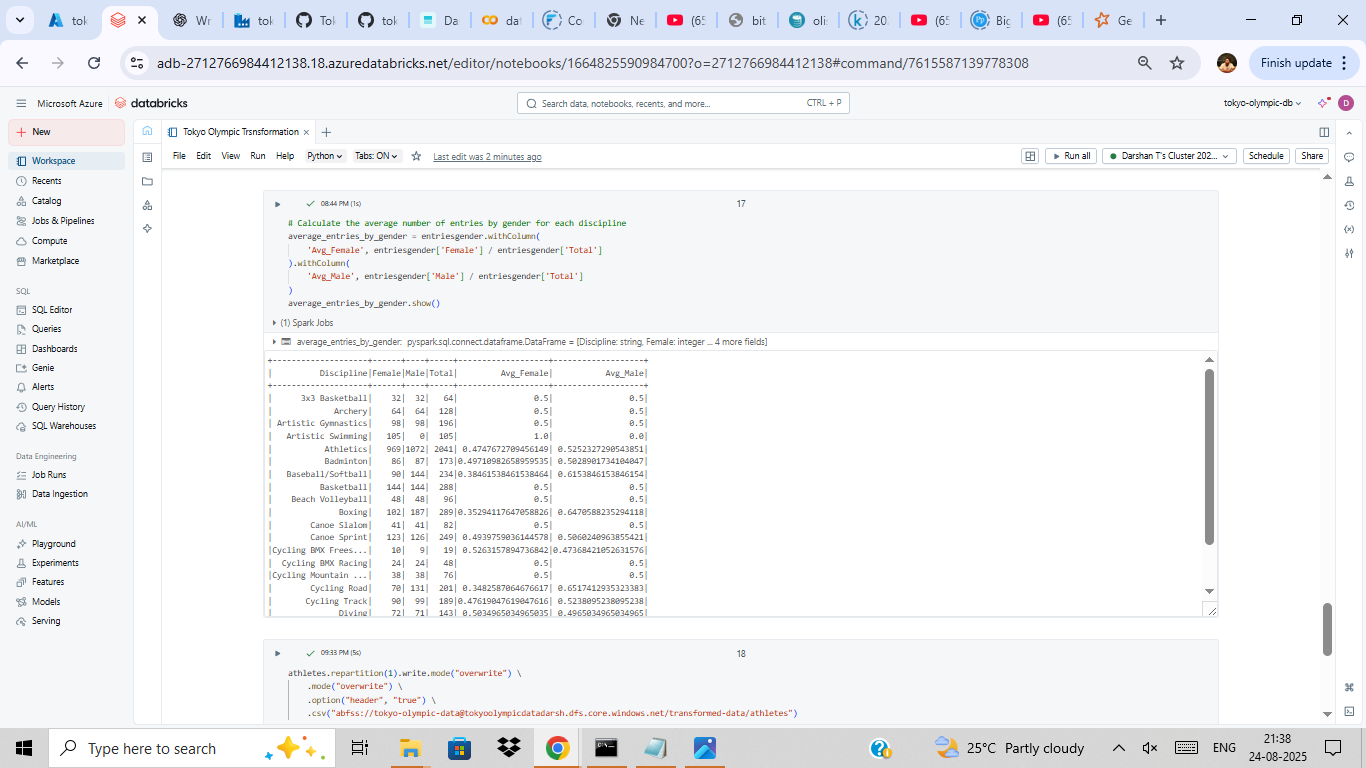 tok
Wr
tok
Tok
tok
Da
dat
Co
Ne
(65
bit
olis
202
(65
Big
(65
Ge
adb-2712766984412138.18.azuredatabricks.net/editor/notebooks/1664825590984700?o=2712766984412138#command/7615587139778308
Finish update
Microsoft Azure
databricks
Search data, notebooks, recents, and more...
CTRL + P
tokyo-olympic-db
D
New
Workspace
Recents
Catalog
Jobs & Pipelines
Compute
Marketplace
SQL
SQL Editor
Queries
Dashboards
Genie
Alerts
Query History
SQL Warehouses
Data Engineering
Job Runs
Data Ingestion
AI/ML
Playground
Experiments
Features
Models
Serving
Tokyo Olympic Trsnformation
File Edit View Run Help Python Tabs: ON Last edit was 2 minutes ago
Run all
Darshan T's Cluster 202...
Schedule
Share
08:44 PM (1s)
17
# Calculate the average number of entries by gender for each discipline
average_entries_by_gender = entriesgender.withColumn(
'Avg_Female', entriesgender['Female'] / entriesgender['Total']
).withColumn(
'Avg_Male', entriesgender['Male'] / entriesgender['Total']
)
average_entries_by_gender.show()
(1) Spark Jobs
average_entries_by_gender: pyspark.sql.connect.dataframe.DataFrame = [Discipline: string, Female: integer ... 4 more fields]
+--------------------+------+----+-----+-------------------+-------------------+
|          Discipline|Female|Male|Total|         Avg_Female|           Avg_Male|
+--------------------+------+----+-----+-------------------+-------------------+
|      3x3 Basketball|    32|  32|   64|                0.5|                0.5|
|             Archery|    64|  64|  128|                0.5|                0.5|
| Artistic Gymnastics|    98|  98|  196|                0.5|                0.5|
|   Artistic Swimming|   105|   0|  105|                1.0|                0.0|
|           Athletics|   969|1072| 2041| 0.4747672709456149| 0.5252327290543851|
|           Badminton|    86|  87|  173|0.49710982658959535| 0.5028901734104047|
|   Baseball/Softball|    90| 144|  234|0.38461538461538464| 0.6153846153846154|
|          Basketball|   144| 144|  288|                0.5|                0.5|
|    Beach Volleyball|    48|  48|   96|                0.5|                0.5|
|              Boxing|   102| 187|  289|0.35294117647058826| 0.6470588235294118|
|        Canoe Slalom|    41|  41|   82|                0.5|                0.5|
|        Canoe Sprint|   123| 126|  249| 0.4939759036144578| 0.5060240963855421|
|Cycling BMX Frees...|    10|   9|   19| 0.5263157894736842|0.47368421052631576|
|  Cycling BMX Racing|    24|  24|   48|                0.5|                0.5|
|Cycling Mountain ...|    38|  38|   76|                0.5|                0.5|
|        Cycling Road|    70| 131|  201| 0.3482587064676617| 0.6517412935323383|
|       Cycling Track|    90|  99|  189|0.47619047619047616| 0.5238095238095238|
|              Diving|    72|  71|  143| 0.5034965034965035| 0.4965034965034965|
09:33 PM (5s)
18
athletes.repartition(1).write.mode("overwrite") \
.mode("overwrite") \
.option("header", "true") \
.csv("abfss://tokyo-olympic-data@tokyoolympicdatadarsh.dfs.core.windows.net/transformed-data/athletes")
Type here to search
25°C Partly cloudy
ENG
21:38
24-08-2025